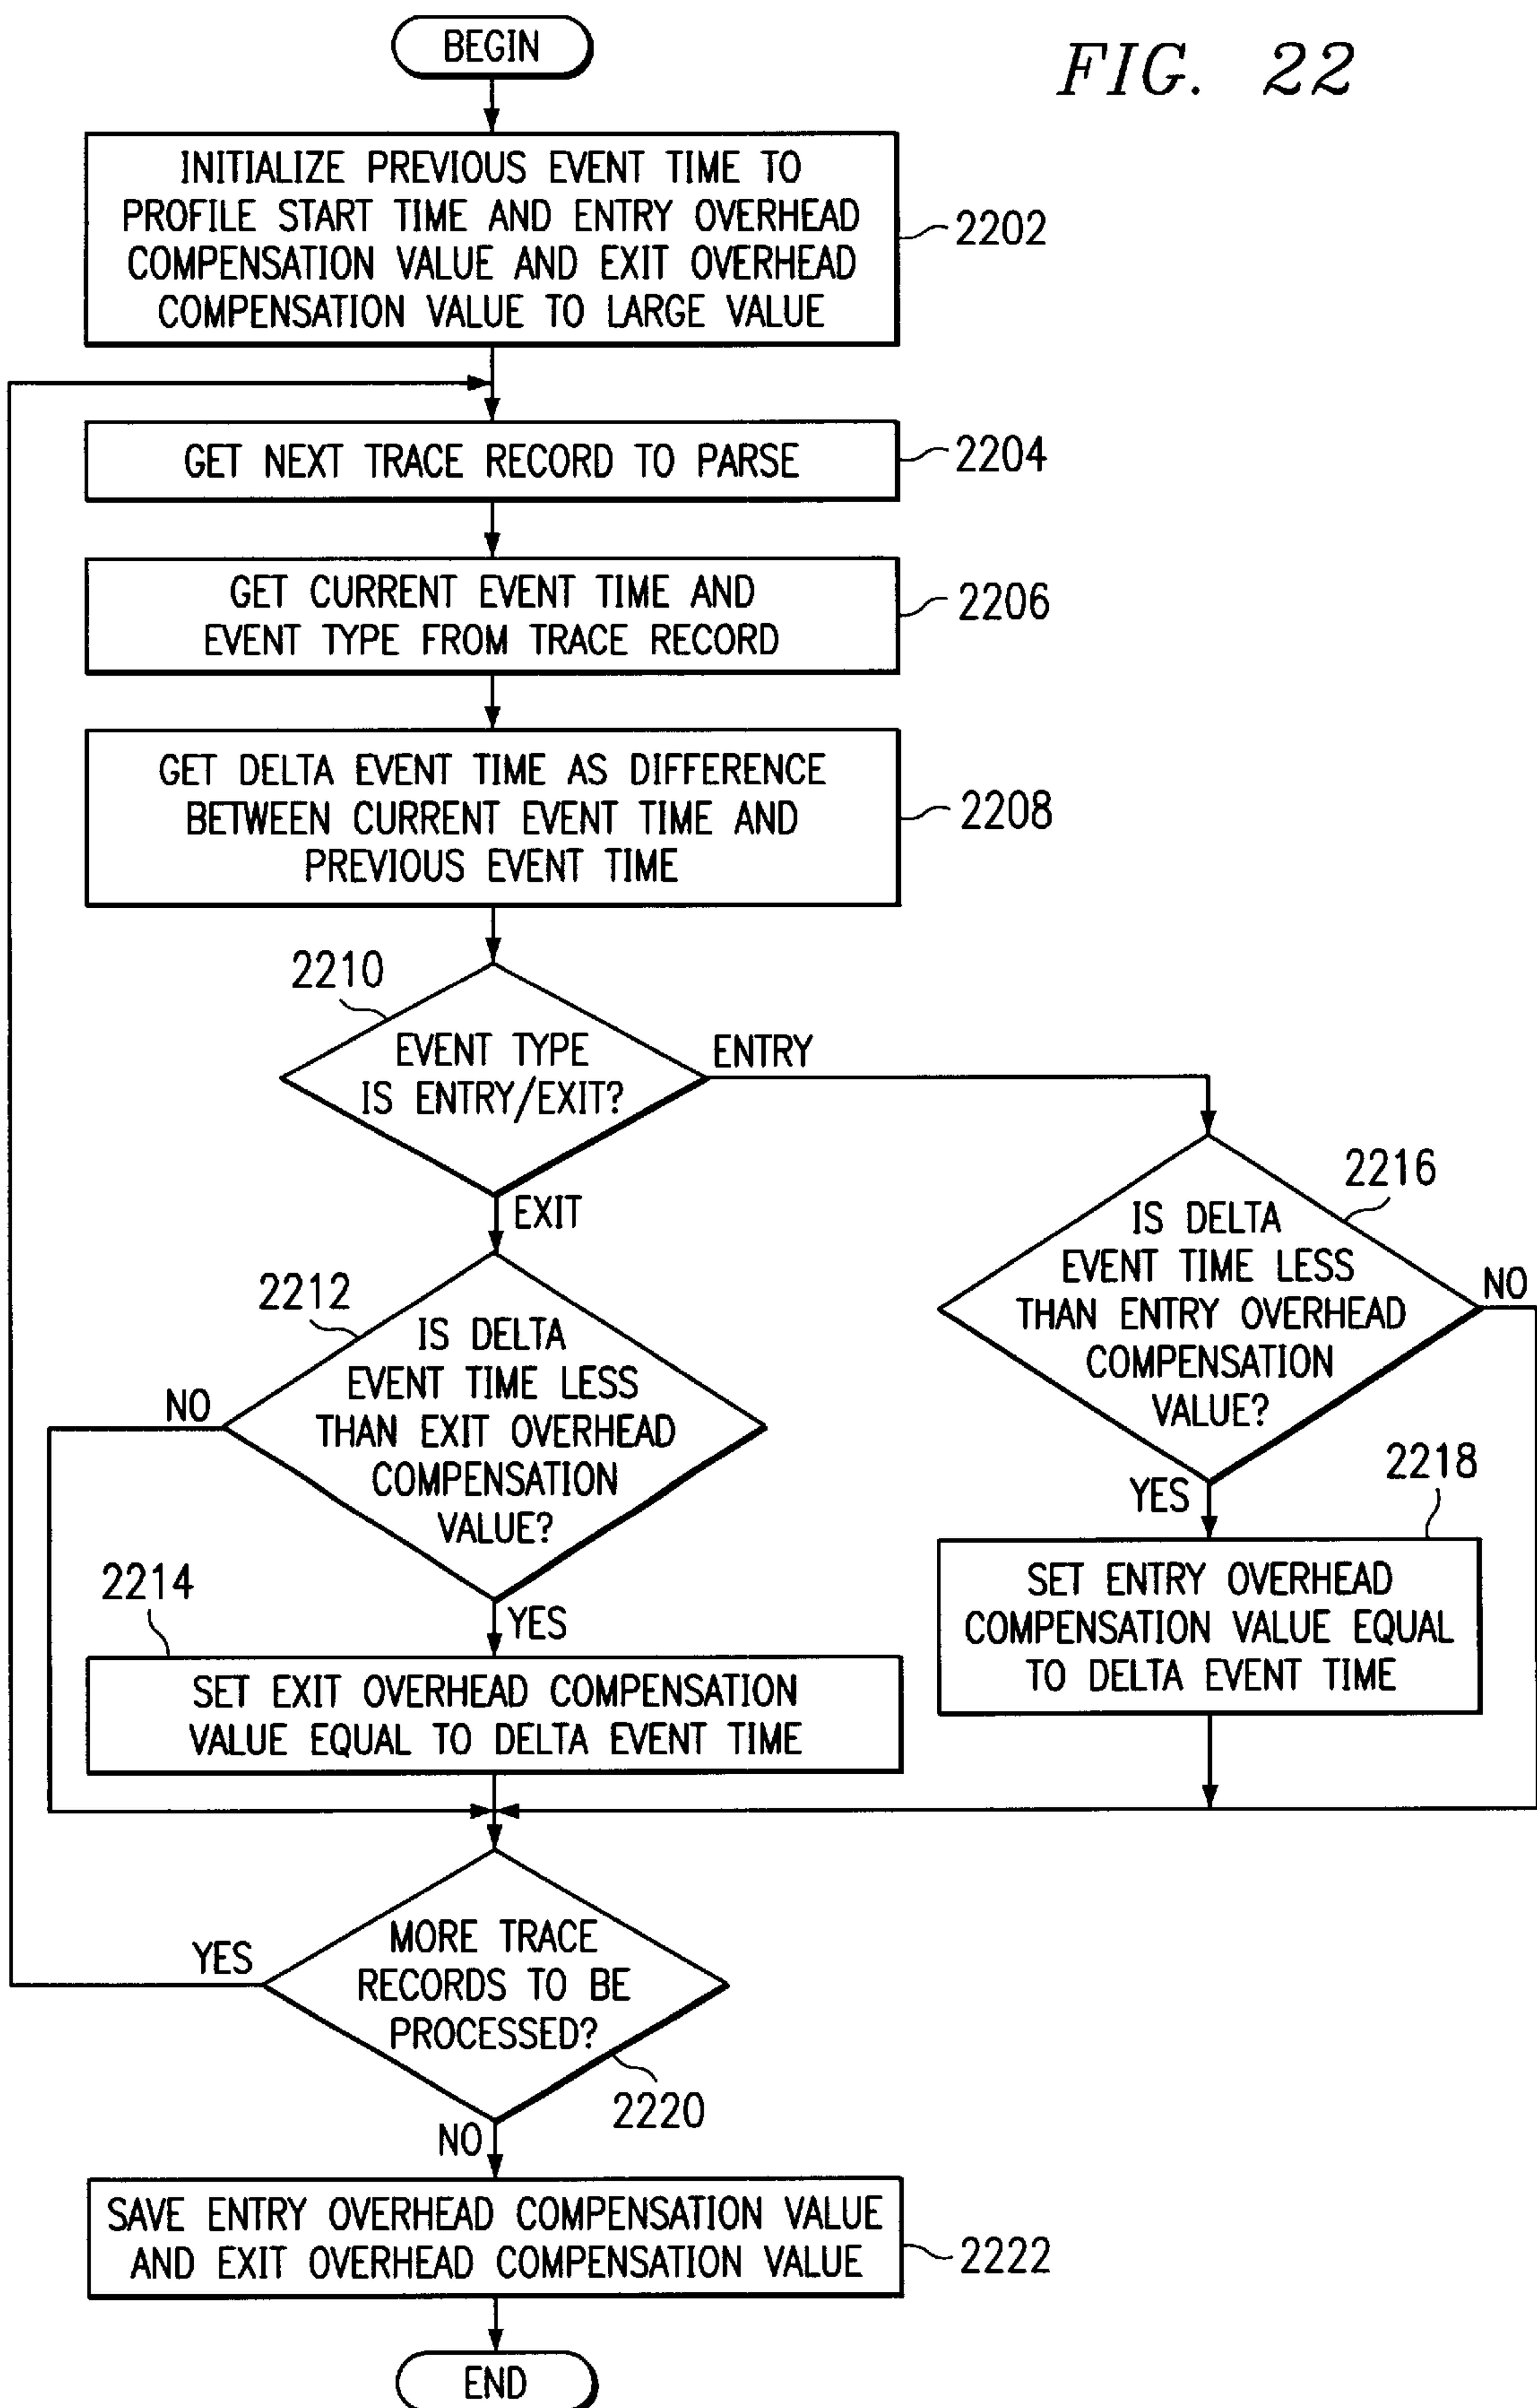 BEGIN
FIG. 22
INITIALIZE PREVIOUS EVENT TIME TO
PROFILE START TIME AND ENTRY OVERHEAD
COMPENSATION VALUE AND EXIT OVERHEAD
COMPENSATION VALUE TO LARGE VALUE
2202
GET NEXT TRACE RECORD TO PARSE
2204
GET CURRENT EVENT TIME AND
EVENT TYPE FROM TRACE RECORD
2206
GET DELTA EVENT TIME AS DIFFERENCE
BETWEEN CURRENT EVENT TIME AND
PREVIOUS EVENT TIME
2208
2210
EVENT TYPE
IS ENTRY/EXIT?
ENTRY
EXIT
2212
IS DELTA
EVENT TIME LESS
THAN EXIT OVERHEAD
COMPENSATION
VALUE?
NO
YES
2214
SET EXIT OVERHEAD COMPENSATION
VALUE EQUAL TO DELTA EVENT TIME
2216
IS DELTA
EVENT TIME LESS
THAN ENTRY OVERHEAD
COMPENSATION
VALUE?
NO
YES
2218
SET ENTRY OVERHEAD
COMPENSATION VALUE EQUAL
TO DELTA EVENT TIME
MORE TRACE
RECORDS TO BE
PROCESSED?
YES
2220
NO
SAVE ENTRY OVERHEAD COMPENSATION VALUE
AND EXIT OVERHEAD COMPENSATION VALUE
2222
END